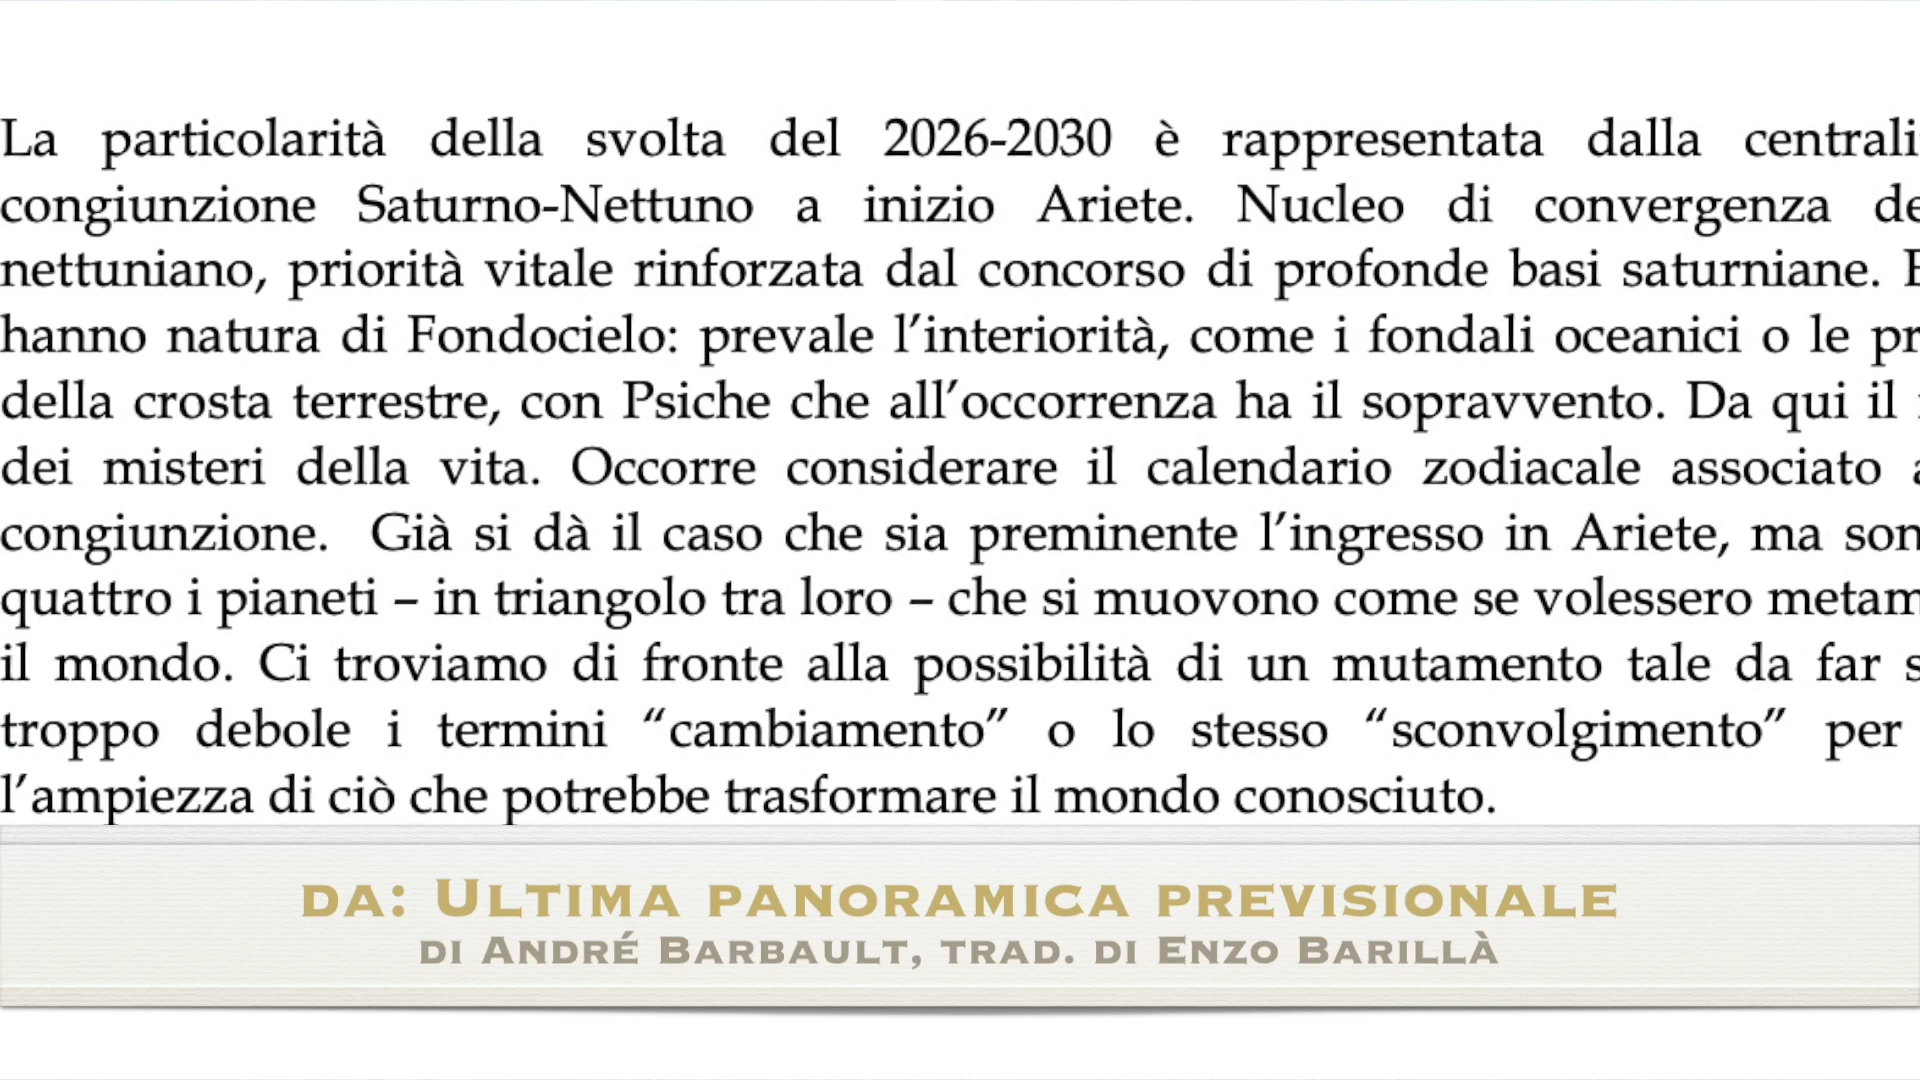 La particolarità della svolta del 2026-2030 è rappresentata dalla
congiunzione Saturno-Nettuno a inizio Ariete. Nucleo di convergenza
nettuniano, priorità vitale rinforzata dal concorso di profonde basi saturniane.
hanno natura di Fondocielo: prevale l’interiorità, come i fondali oceanici o le
della crosta terrestre, con Psiche che all’occorrenza ha il sopravvento. Da qui il
dei misteri della vita. Occorre considerare il calendario zodiacale associato
congiunzione. Già si dà il caso che sia preminente l’ingresso in Ariete, ma
quattro i pianeti – in triangolo tra loro – che si muovono come se volessero
il mondo. Ci troviamo di fronte alla possibilità di un mutamento tale da far
troppo debole i termini “cambiamento” o lo stesso “sconvolgimento” per
l’ampiezza di ciò che potrebbe trasformare il mondo conosciuto.
DA: ULTIMA PANORAMICA PREVISIONALE
DI ANDRÉ BARBAULT, TRAD. DI ENZO BARILLÀ